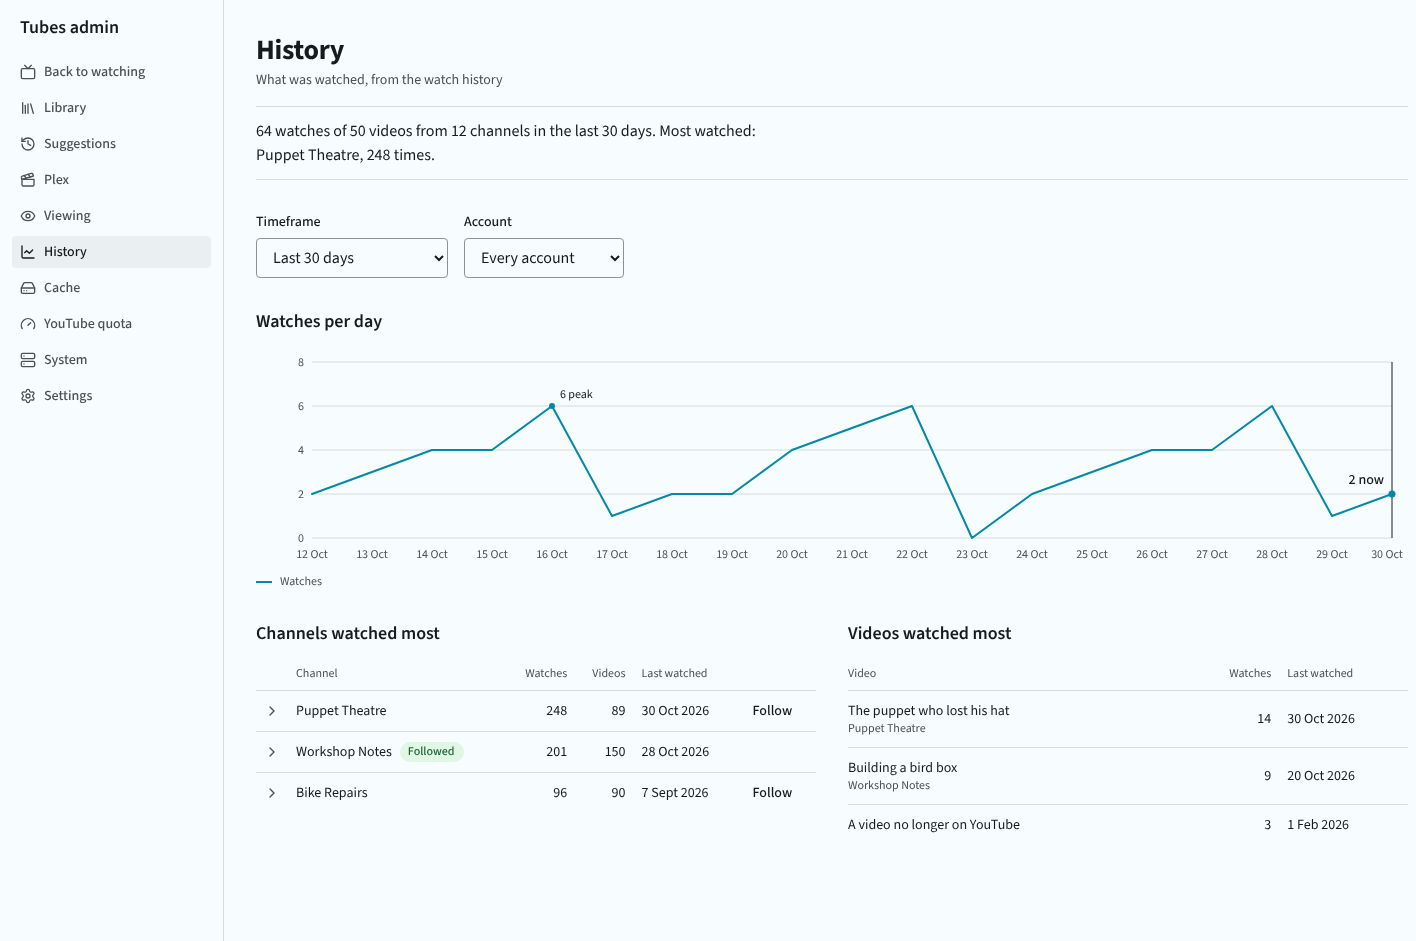 Tubes admin
Back to watching
Library
Suggestions
Plex
Viewing
History
Cache
YouTube quota
System
Settings
History
What was watched, from the watch history
64 watches of 50 videos from 12 channels in the last 30 days. Most watched:
Puppet Theatre, 248 times.
Timeframe Account
Last 30 days Every account
Watches per day
8
6 peak
6
4
2 now
2
0
12 Oct 13 Oct 14 Oct 15 Oct 16 Oct 17 Oct 18 Oct 19 Oct 20 Oct 21 Oct 22 Oct 23 Oct 24 Oct 25 Oct 26 Oct 27 Oct 28 Oct 29 Oct 30 Oct
Watches
Channels watched most
Channel Watches Videos Last watched
Puppet Theatre 248 89 30 Oct 2026 Follow
Workshop Notes Followed 201 150 28 Oct 2026
Bike Repairs 96 90 7 Sept 2026 Follow
Videos watched most
Video Watches Last watched
The puppet who lost his hat 14 30 Oct 2026
Puppet Theatre
Building a bird box 9 20 Oct 2026
Workshop Notes
A video no longer on YouTube 3 1 Feb 2026